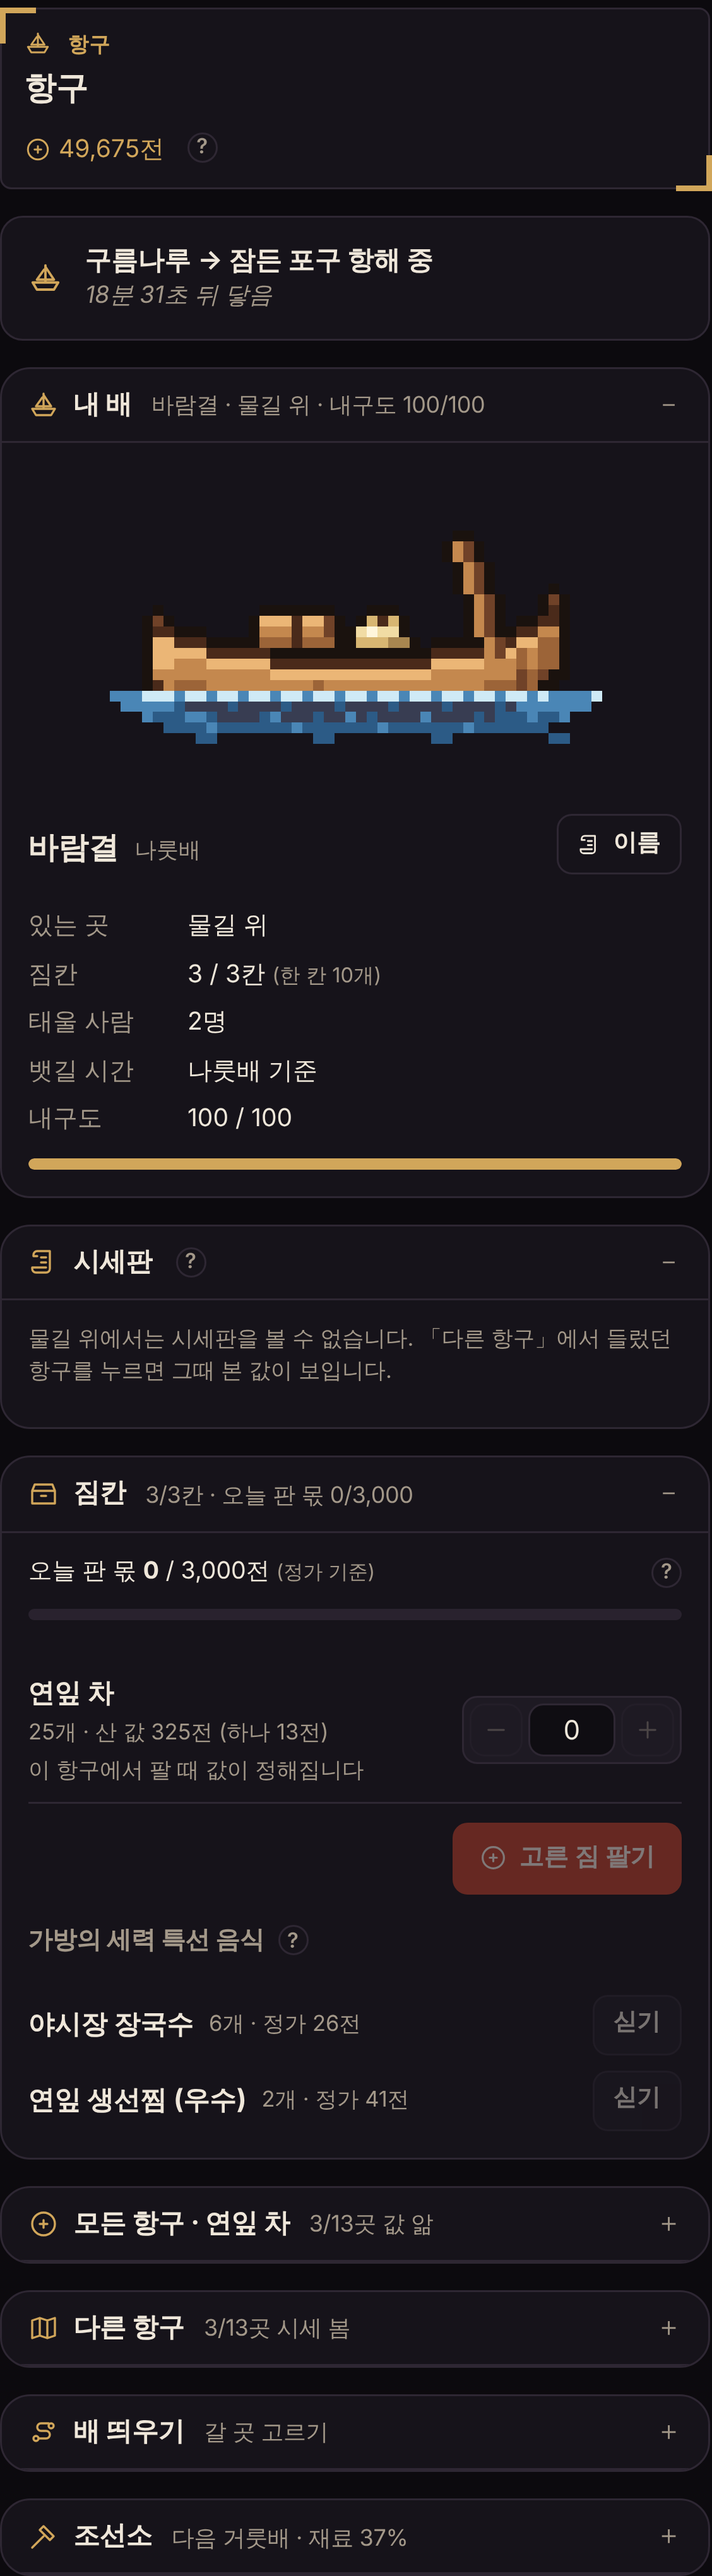 항구
항구
49,675전 ?
구름나루 → 잠든 포구 항해 중
18분 31초 뒤 닿음
내 배 바람결 · 물길 위 · 내구도 100/100 −
바람결 나룻배 이름
있는 곳 물길 위
짐칸 3 / 3칸 (한 칸 10개)
태울 사람 2명
뱃길 시간 나룻배 기준
내구도 100 / 100
시세판 ? −
물길 위에서는 시세판을 볼 수 없습니다. 「다른 항구」에서 들렀던
항구를 누르면 그때 본 값이 보입니다.
짐칸 3/3칸 · 오늘 판 몫 0/3,000 −
오늘 판 몫 0 / 3,000전 (정가 기준) ?
연잎 차
25개 · 산 값 325전 (하나 13전)
− 0 +
이 항구에서 팔 때 값이 정해집니다
고른 짐 팔기
가방의 세력 특선 음식 ?
야시장 장국수 6개 · 정가 26전 싣기
연잎 생선찜 (우수) 2개 · 정가 41전 싣기
모든 항구 · 연잎 차 3/13곳 값 앎 +
다른 항구 3/13곳 시세 봄 +
배 띄우기 갈 곳 고르기 +
조선소 다음 거룻배 · 재료 37% +